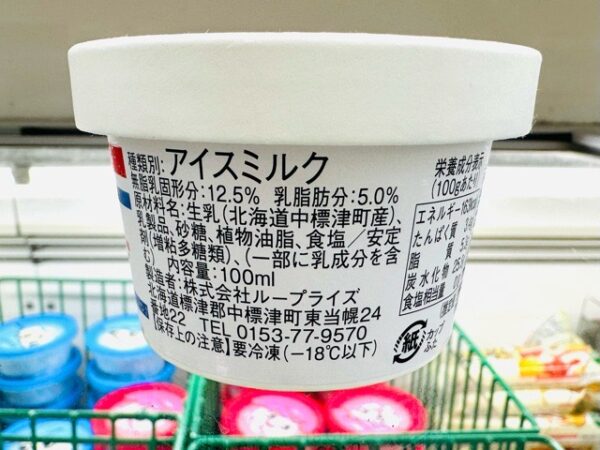 種類別:アイスミルク
無脂乳固形分:12.5% 乳脂肪分:5.0%
原材料名:生乳(北海道中標津町産)、
乳製品、砂糖、植物油脂、食塩/安定
剤(増粘多糖類)、(一部に乳成分を含
む) 内容量:100ml
製造者:株式会社ループライズ
北海道標津郡中標津町東当幌24
番地22 TEL 0153-77-9570
【保存上の注意】要冷凍(−18℃以下)
栄養成分表示
(100gあたり)
エネルギー
たんぱく質
脂 質
炭水化物
食塩相当量
紙
カップ
ふた